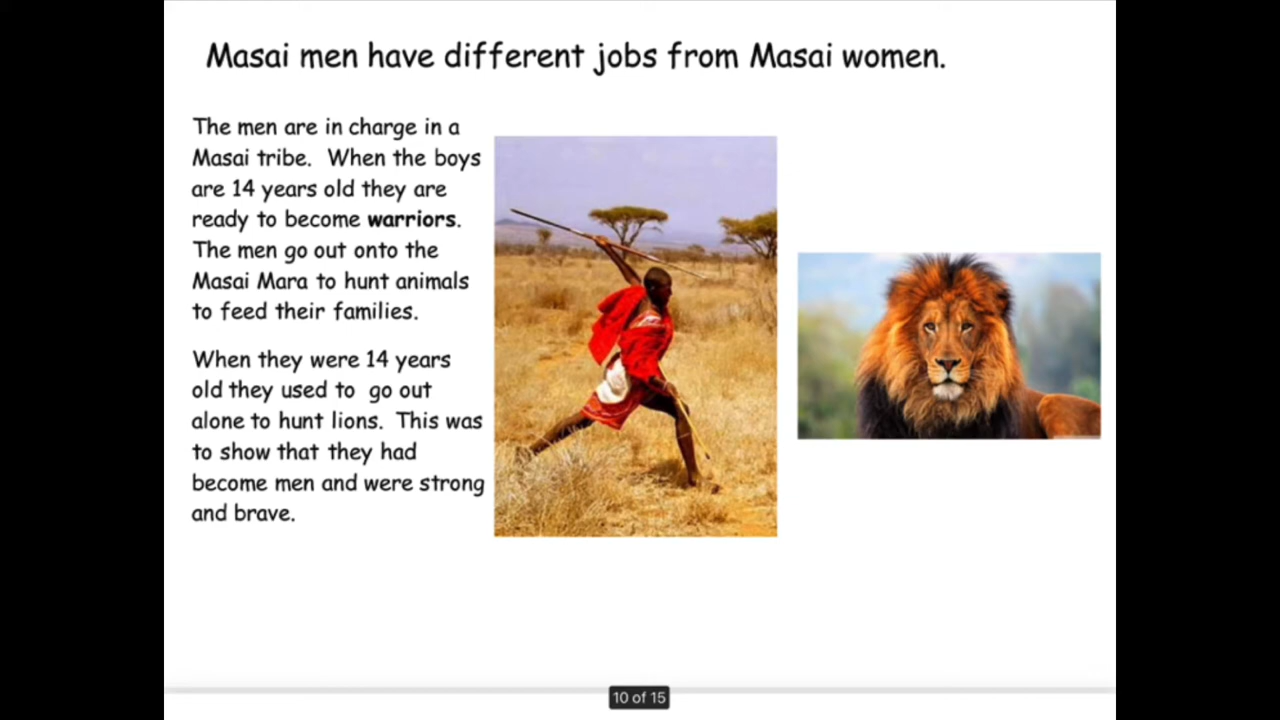 Masai men have different jobs from Masai women.
The men are in charge in a
Masai tribe.  When the boys
are 14 years old they are
ready to become warriors.
The men go out onto the
Masai Mara to hunt animals
to feed their families.
When they were 14 years
old they used to  go out
alone to hunt lions.  This was
to show that they had
become men and were strong
and brave.
10 of 15